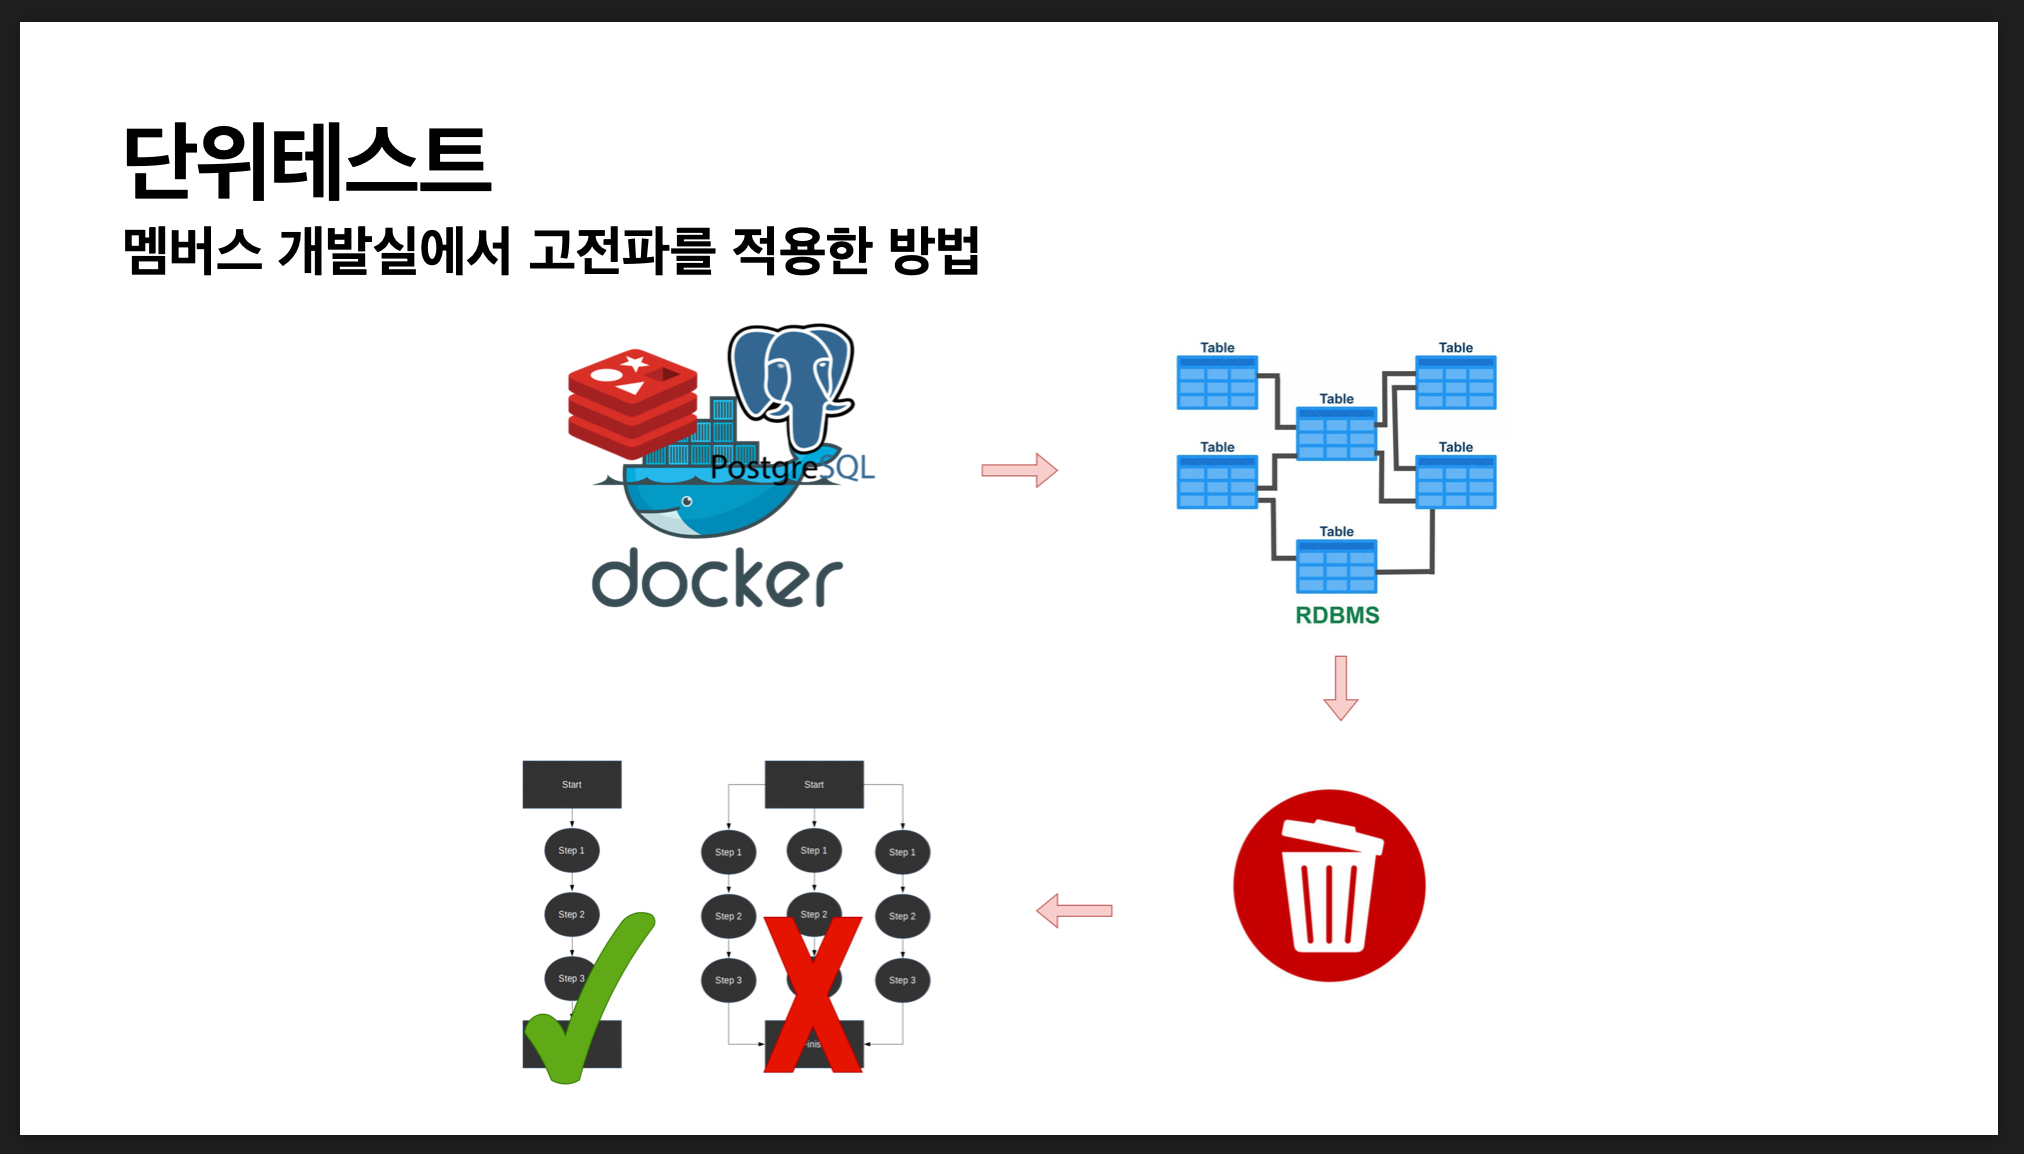 단위테스트
멤버스 개발실에서 고전파를 적용한 방법
PostgreSQL
docker
Table
Table
Table
Table
Table
Table
RDBMS
Start
Step 1
Step 2
Step 3
Start
Step 1
Step 1
Step 1
Step 2
Step 2
Step 2
Step 3
Step 3